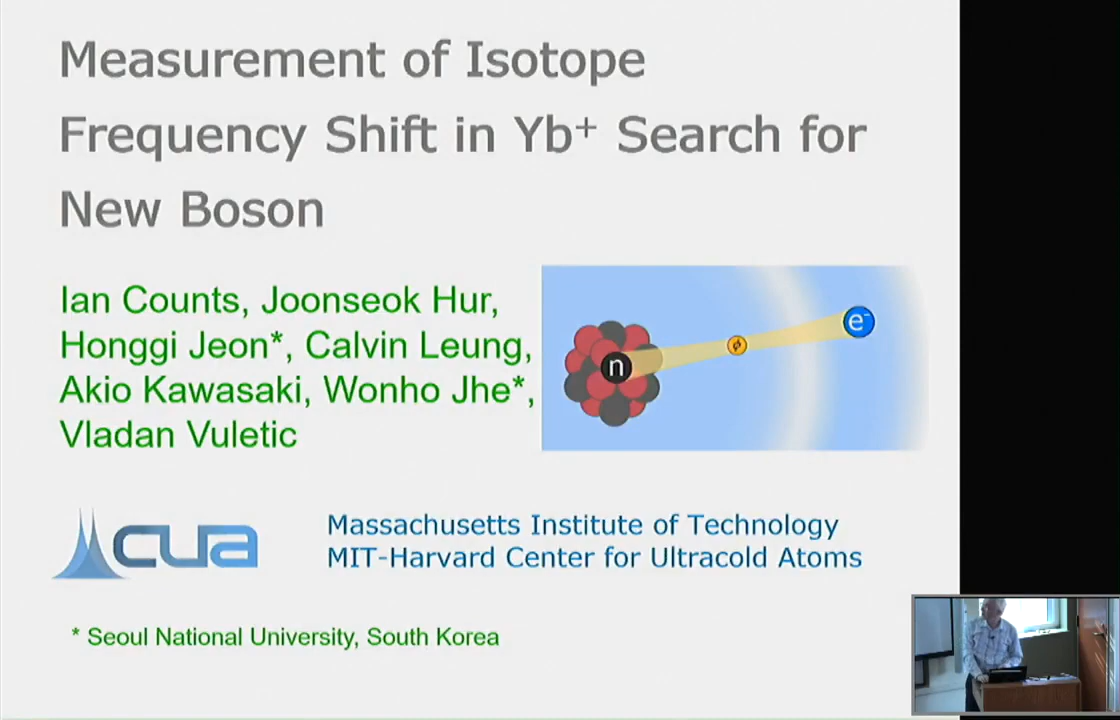 Measurement of Isotope
Frequency Shift in Yb⁺ Search for
New Boson
Ian Counts, Joonseok Hur,
Honggi Jeon*, Calvin Leung,
Akio Kawasaki, Wonho Jhe*,
Vladan Vuletic
n
ϕ
e⁻
cua
Massachusetts Institute of Technology
MIT-Harvard Center for Ultracold Atoms
* Seoul National University, South Korea